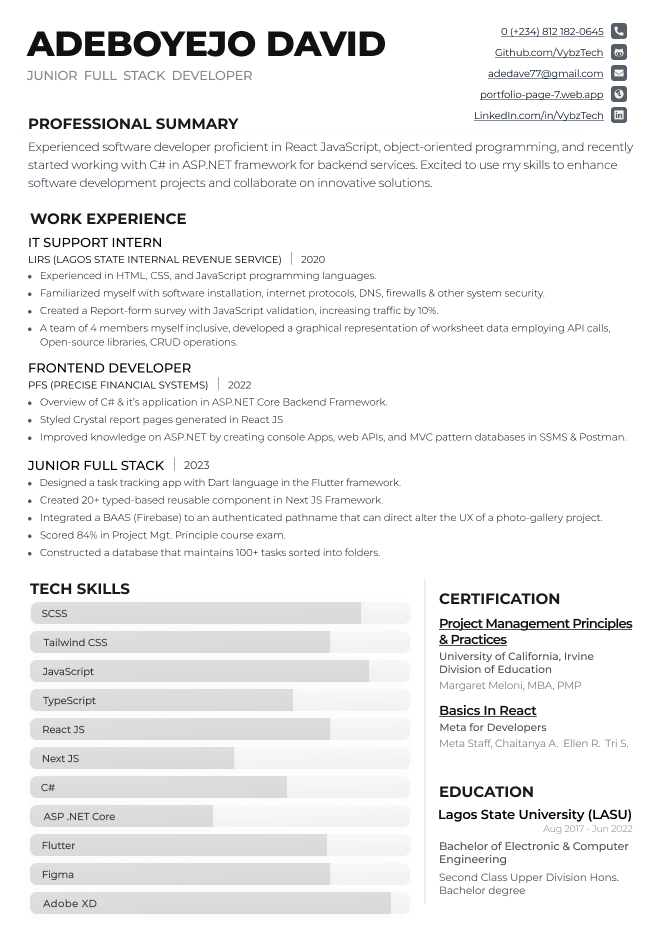 ADEBOYEJO DAVID
JUNIOR FULL STACK DEVELOPER
0 (+234) 812 182-0645
Github.com/VybzTech
adedave77@gmail.com
portfolio-page-7.web.app
LinkedIn.com/in/VybzTech
PROFESSIONAL SUMMARY
Experienced software developer proficient in React JavaScript, object-oriented programming, and recently
started working with C# in ASP.NET framework for backend services. Excited to use my skills to enhance
software development projects and collaborate on innovative solutions.
WORK EXPERIENCE
IT SUPPORT INTERN
LIRS (LAGOS STATE INTERNAL REVENUE SERVICE) | 2020
• Experienced in HTML, CSS, and JavaScript programming languages.
• Familiarized myself with software installation, internet protocols, DNS, firewalls & other system security.
• Created a Report-form survey with JavaScript validation, increasing traffic by 10%.
• A team of 4 members myself inclusive, developed a graphical representation of worksheet data employing API calls,
Open-source libraries, CRUD operations.
FRONTEND DEVELOPER
PFS (PRECISE FINANCIAL SYSTEMS) | 2022
• Overview of C# & it's application in ASP.NET Core Backend Framework.
• Styled Crystal report pages generated in React JS
• Improved knowledge on ASP.NET by creating console Apps, web APIs, and MVC pattern databases in SSMS & Postman.
JUNIOR FULL STACK | 2023
• Designed a task tracking app with Dart language in the Flutter framework.
• Created 20+ typed-based reusable component in Next JS Framework.
• Integrated a BAAS (Firebase) to an authenticated pathname that can direct alter the UX of a photo-gallery project.
• Scored 84% in Project Mgt. Principle course exam.
• Constructed a database that maintains 100+ tasks sorted into folders.
TECH SKILLS
SCSS
Tailwind CSS
JavaScript
TypeScript
React JS
Next JS
C#
ASP .NET Core
Flutter
Figma
Adobe XD
CERTIFICATION
Project Management Principles
& Practices
University of California, Irvine
Division of Education
Margaret Meloni, MBA, PMP
Basics In React
Meta for Developers
Meta Staff, Chaitanya A. Ellen R. Tri S.
EDUCATION
Lagos State University (LASU)
Aug 2017 - Jun 2022
Bachelor of Electronic & Computer
Engineering
Second Class Upper Division Hons.
Bachelor degree